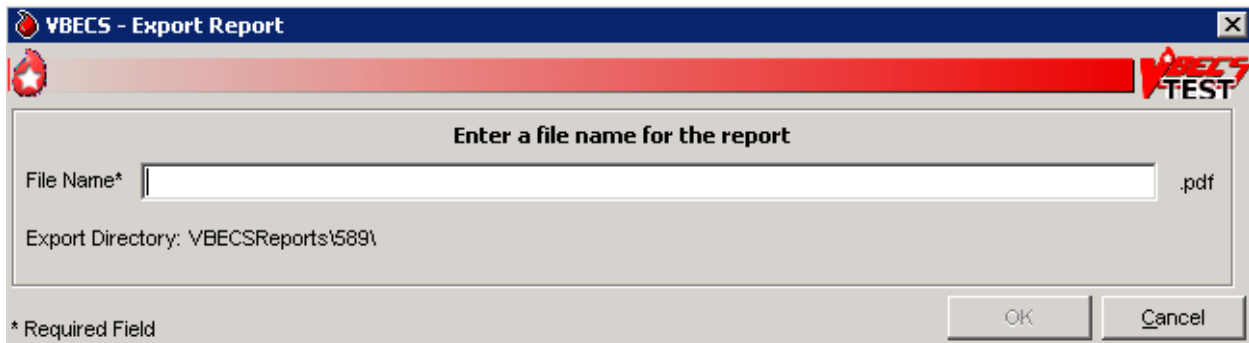 VBECS - Export Report
VBECS
TEST
Enter a file name for the report
File Name* .pdf
Export Directory: VBECSReports\589\
* Required Field OK Cancel